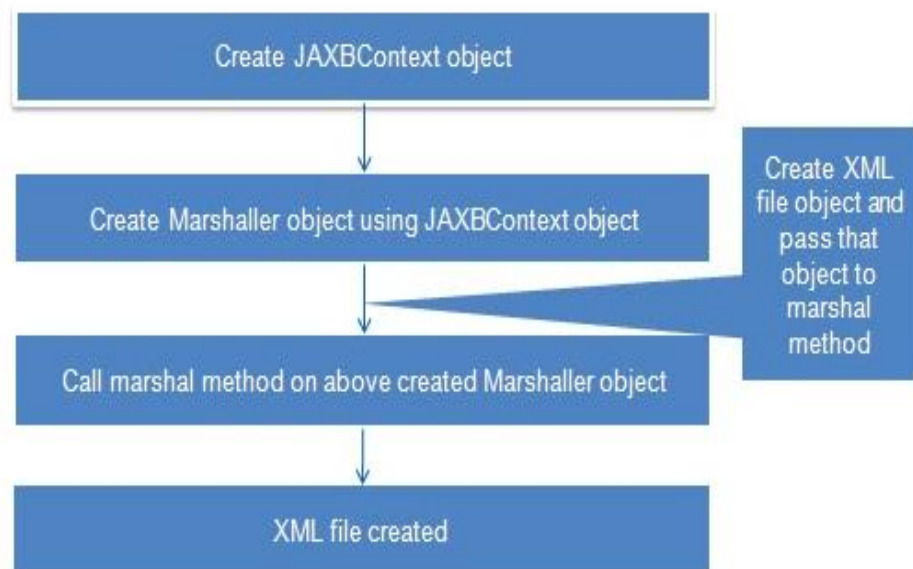 Create JAXBContext object
Create Marshaller object using JAXBContext object
Create XML
file object and
pass that
object to
marshal
method
Call marshal method on above created Marshaller object
XML file created